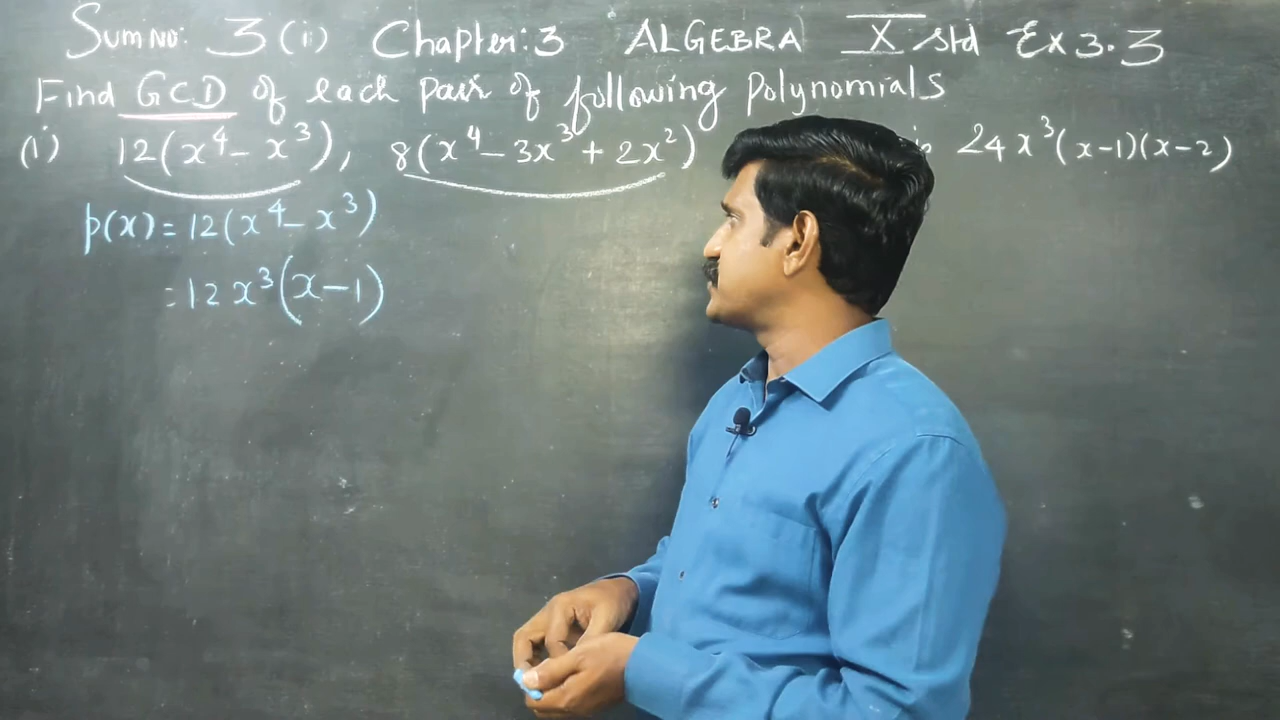 Sum no: 3(i) Chapter:3 ALGEBRA X std Ex 3.3
Find GCD of each pair of following Polynomials
(i) 12(x⁴ - x³), 8(x⁴ - 3x³ + 2x²) 24x³(x-1)(x-2)
p(x) = 12(x⁴ - x³)
= 12x³(x-1)